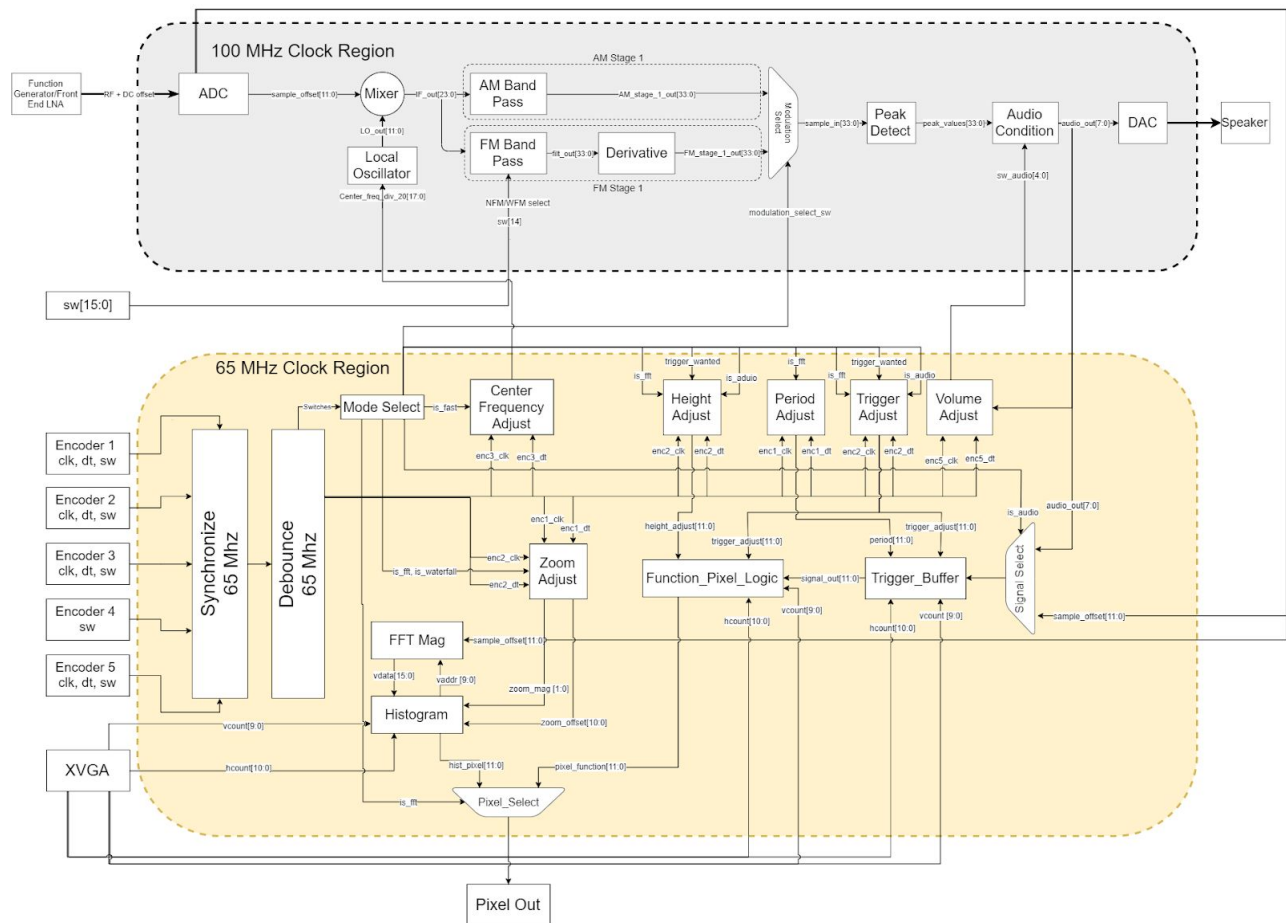 100 MHz Clock Region
Function
Generator/Front
End LNA
RF + DC offset
ADC
sample_offset[11:0]
Mixer
IF_out[23:0]
LO_out[11:0]
Local
Oscillator
Center_freq_div_20[17:0]
AM Stage 1
AM Band
Pass
AM_stage_1_out[33:0]
FM Band
Pass
filt_out[33:0]
Derivative
FM_stage_1_out[33:0]
FM Stage 1
NFM/WFM select
sw[14]
Modulation
Select
modulation_select_sw
sample_in[33:0]
Peak
Detect
peak_values[33:0]
Audio
Condition
sw_audio[4:0]
audio_out[7:0]
DAC
Speaker
sw[15:0]
65 MHz Clock Region
Encoder 1
clk, dt, sw
Encoder 2
clk, dt, sw
Encoder 3
clk, dt, sw
Encoder 4
sw
Encoder 5
clk, dt, sw
XVGA
Synchronize
65 Mhz
Debounce
65 Mhz
Switches
Mode Select
is_fast
Center
Frequency
Adjust
enc3_clk
enc3_dt
is_fft
trigger_wanted
is_aduio
Height
Adjust
enc2_clk
enc2_dt
is_fft
Period
Adjust
enc1_clk
enc1_dt
is_fft
trigger_wanted
is_audio
Trigger
Adjust
enc2_clk
enc2_dt
Volume
Adjust
enc5_clk
enc5_dt
enc1_clk
enc1_dt
enc2_clk
is_fft, is_waterfall
enc2_dt
Zoom
Adjust
height_adjust[11:0]
trigger_adjust[11:0]
period[11:0]
trigger_adjust[11:0]
is_audio
audio_out[7:0]
Function_Pixel_Logic
signal_out[11:0]
Trigger_Buffer
Signal Select
vcount[9:0]
hcount[10:0]
vcount [9:0]
hcount[10:0]
sample_offset[11:0]
FFT Mag
sample_offset[11:0]
vdata[15:0]
vaddr [9:0]
zoom_mag [1:0]
Histogram
zoom_offset[10:0]
vcount[9:0]
hcount[10:0]
hist_pixel[11:0]
pixel_function[11:0]
is_fft
Pixel_Select
Pixel Out